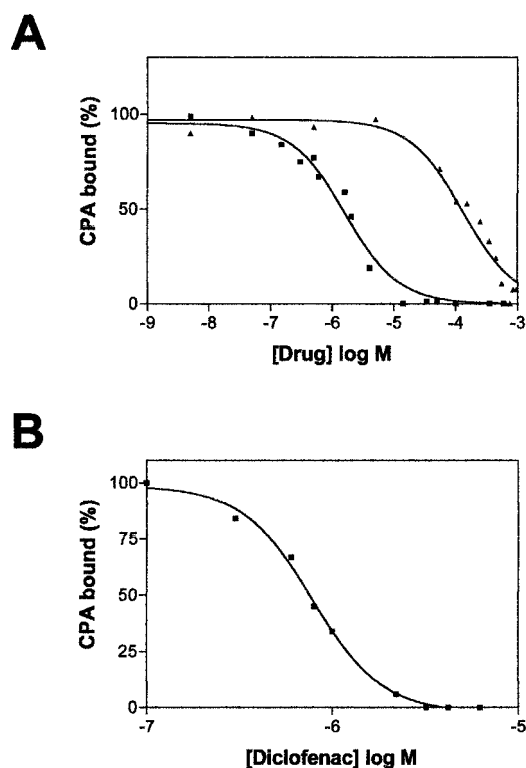 A
CPA bound (%)
100
50
0
-9 -8 -7 -6 -5 -4 -3
[Drug] log M
B
CPA bound (%)
100
75
50
25
0
-7 -6 -5
[Diclofenac] log M